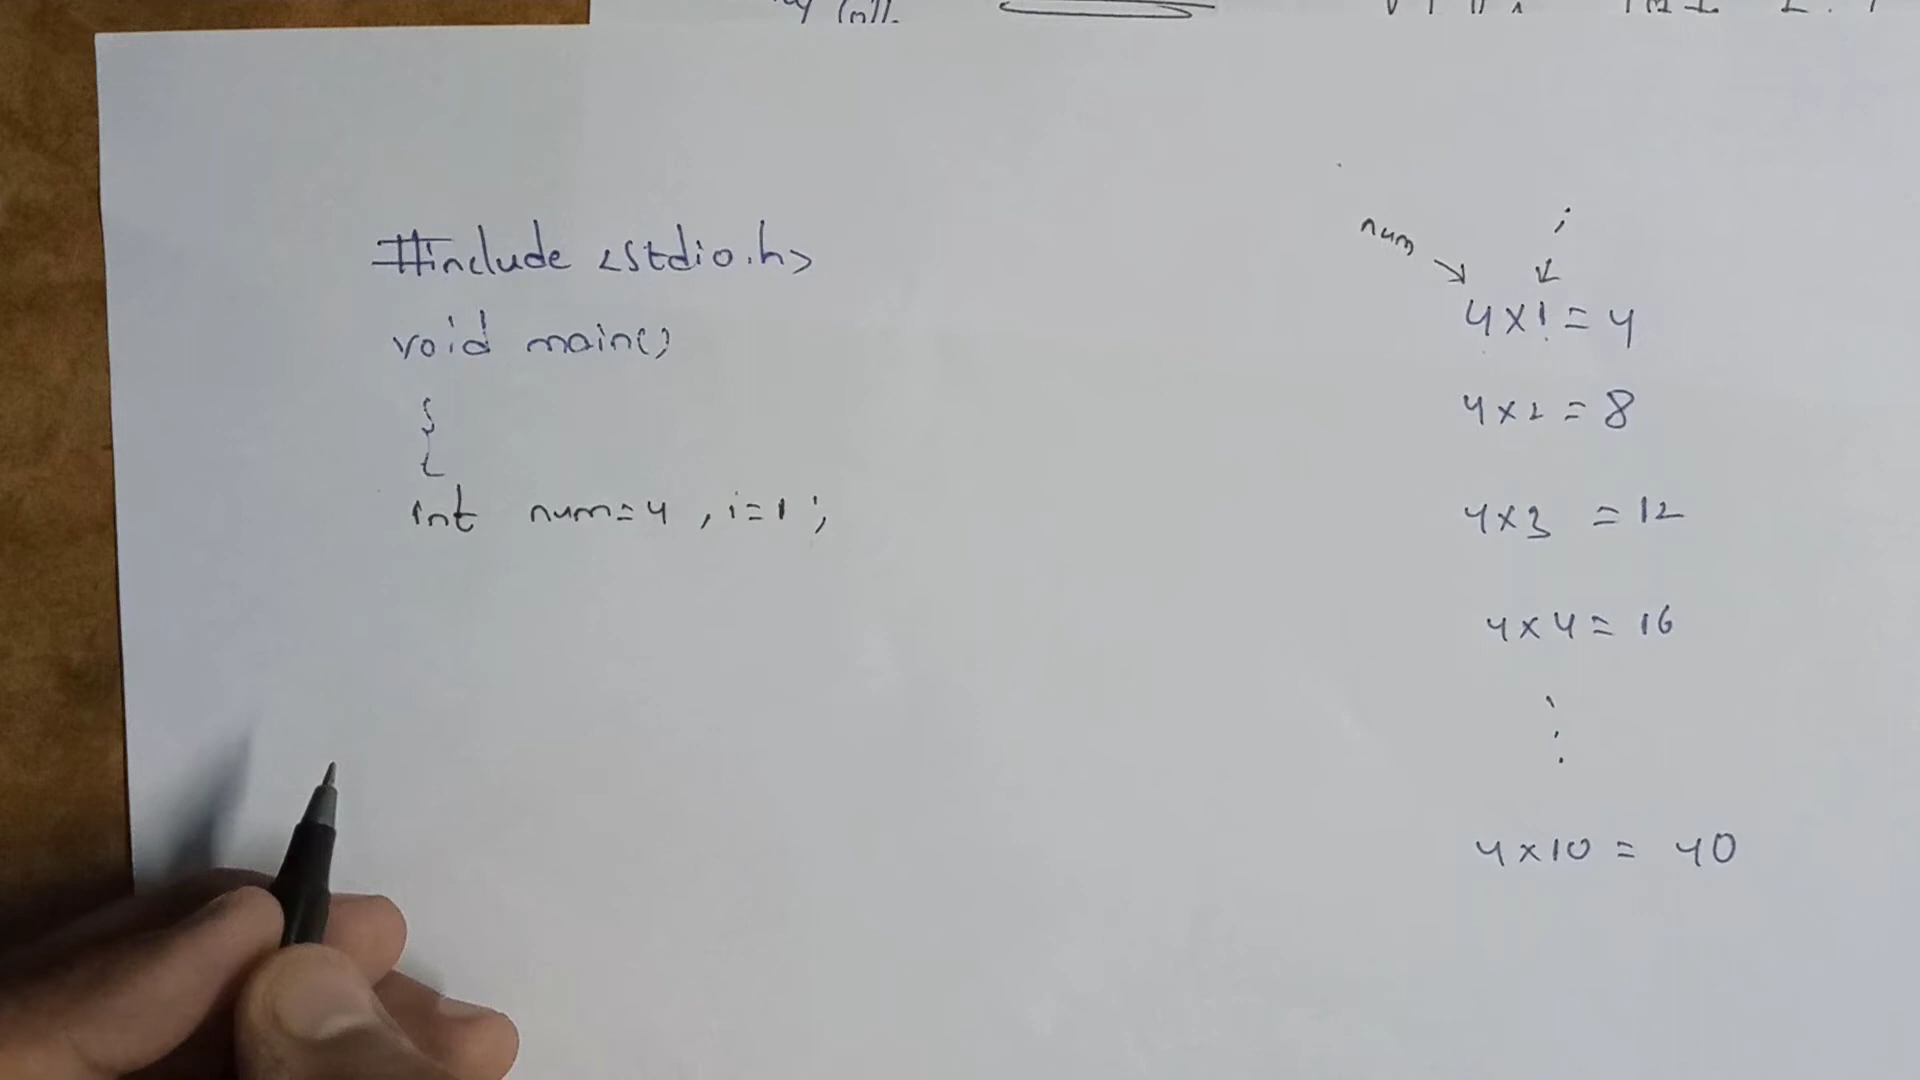 #include <stdio.h>
void main()
{
int num=4 , i=1 ;
num
i
4x1=4
4x2=8
4x3 =12
4x4=16
4x10= 40